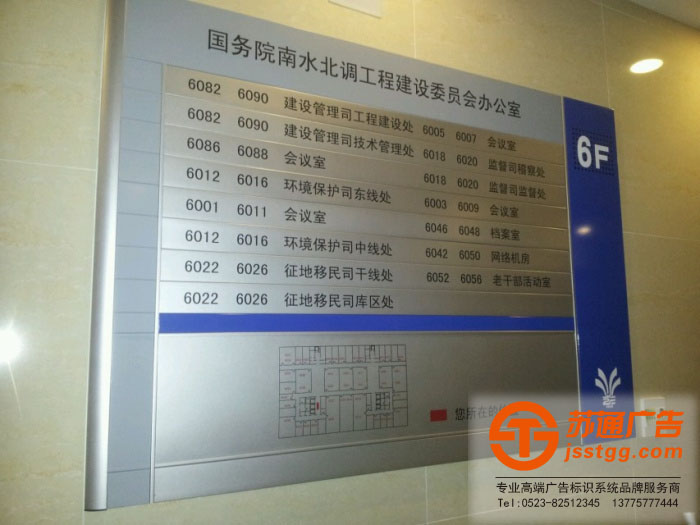 国务院南水北调工程建设委员会办公室
6082 6090 建设管理司工程建设处 6005 6007 会议室
6082 6090 建设管理司技术管理处 6018 6020 监督司稽察处
6086 6088 会议室 6018 6020 监督司监督处
6012 6016 环境保护司东线处 6003 6009 会议室
6001 6011 会议室 6046 6048 档案室
6012 6016 环境保护司中线处 6042 6050 网络机房
6022 6026 征地移民司干线处 6052 6056 老干部活动室
6022 6026 征地移民司库区处
6F
您所在的
苏通广告
jsstgg.com
专业高端广告标识系统品牌服务商
Tel:0523-82512345 13775777444